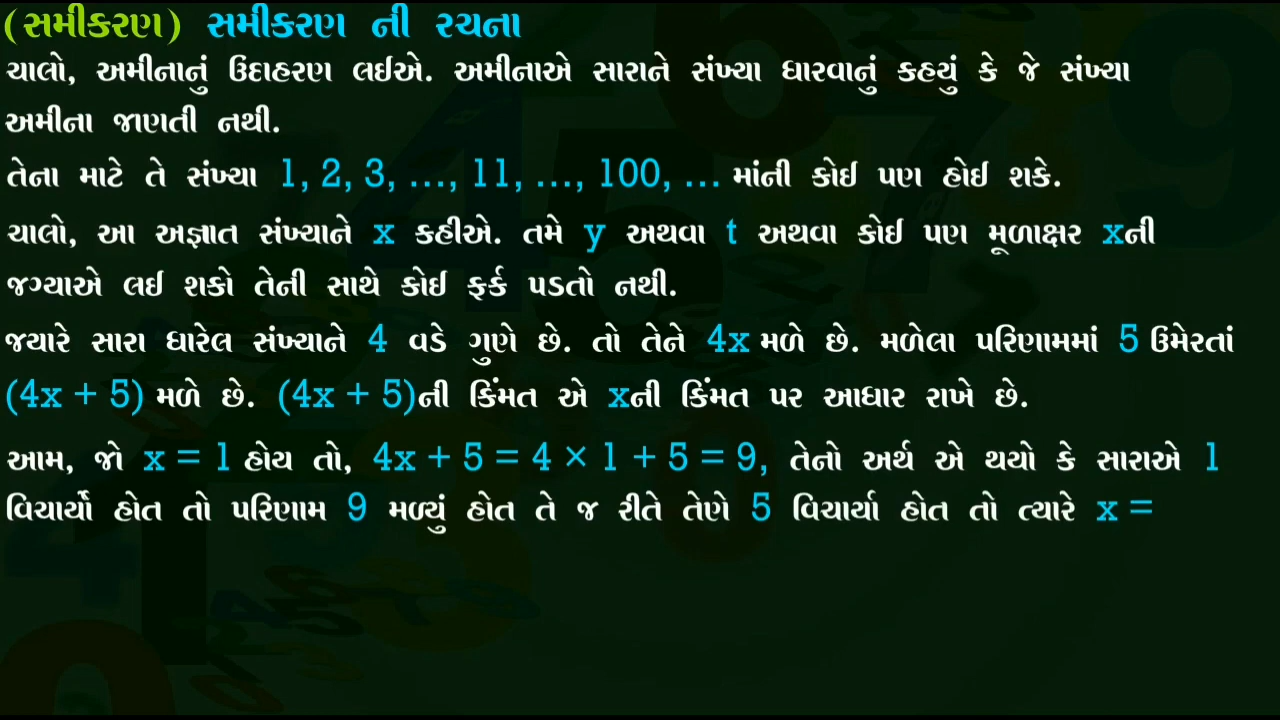 (સમીકરણ) સમીકરણ ની રચના
ચાલો, અમીનાનું ઉદાહરણ લઈએ. અમીનાએ સારાને સંખ્યા ધારવાનું કહયું કે જે સંખ્યા
અમીના જાણતી નથી.
તેના માટે તે સંખ્યા 1, 2, 3, ..., 11, ..., 100, ... માંની કોઈ પણ હોઈ શકે.
ચાલો, આ અજ્ઞાત સંખ્યાને x કહીએ. તમે y અથવા t અથવા કોઈ પણ મૂળાક્ષર xની
જગ્યાએ લઈ શકો તેની સાથે કોઈ ફર્ક પડતો નથી.
જયારે સારા ધારેલ સંખ્યાને 4 વડે ગુણે છે. તો તેને 4x મળે છે. મળેલા પરિણામમાં 5 ઉમેરતાં
(4x + 5) મળે છે. (4x + 5)ની કિંમત એ xની કિંમત પર આધાર રાખે છે.
આમ, જો x = 1 હોય તો, 4x + 5 = 4 × 1 + 5 = 9, તેનો અર્થ એ થયો કે સારાએ 1
વિચાર્યો હોત તો પરિણામ 9 મળ્યું હોત તે જ રીતે તેણે 5 વિચાર્યા હોત તો ત્યારે x =